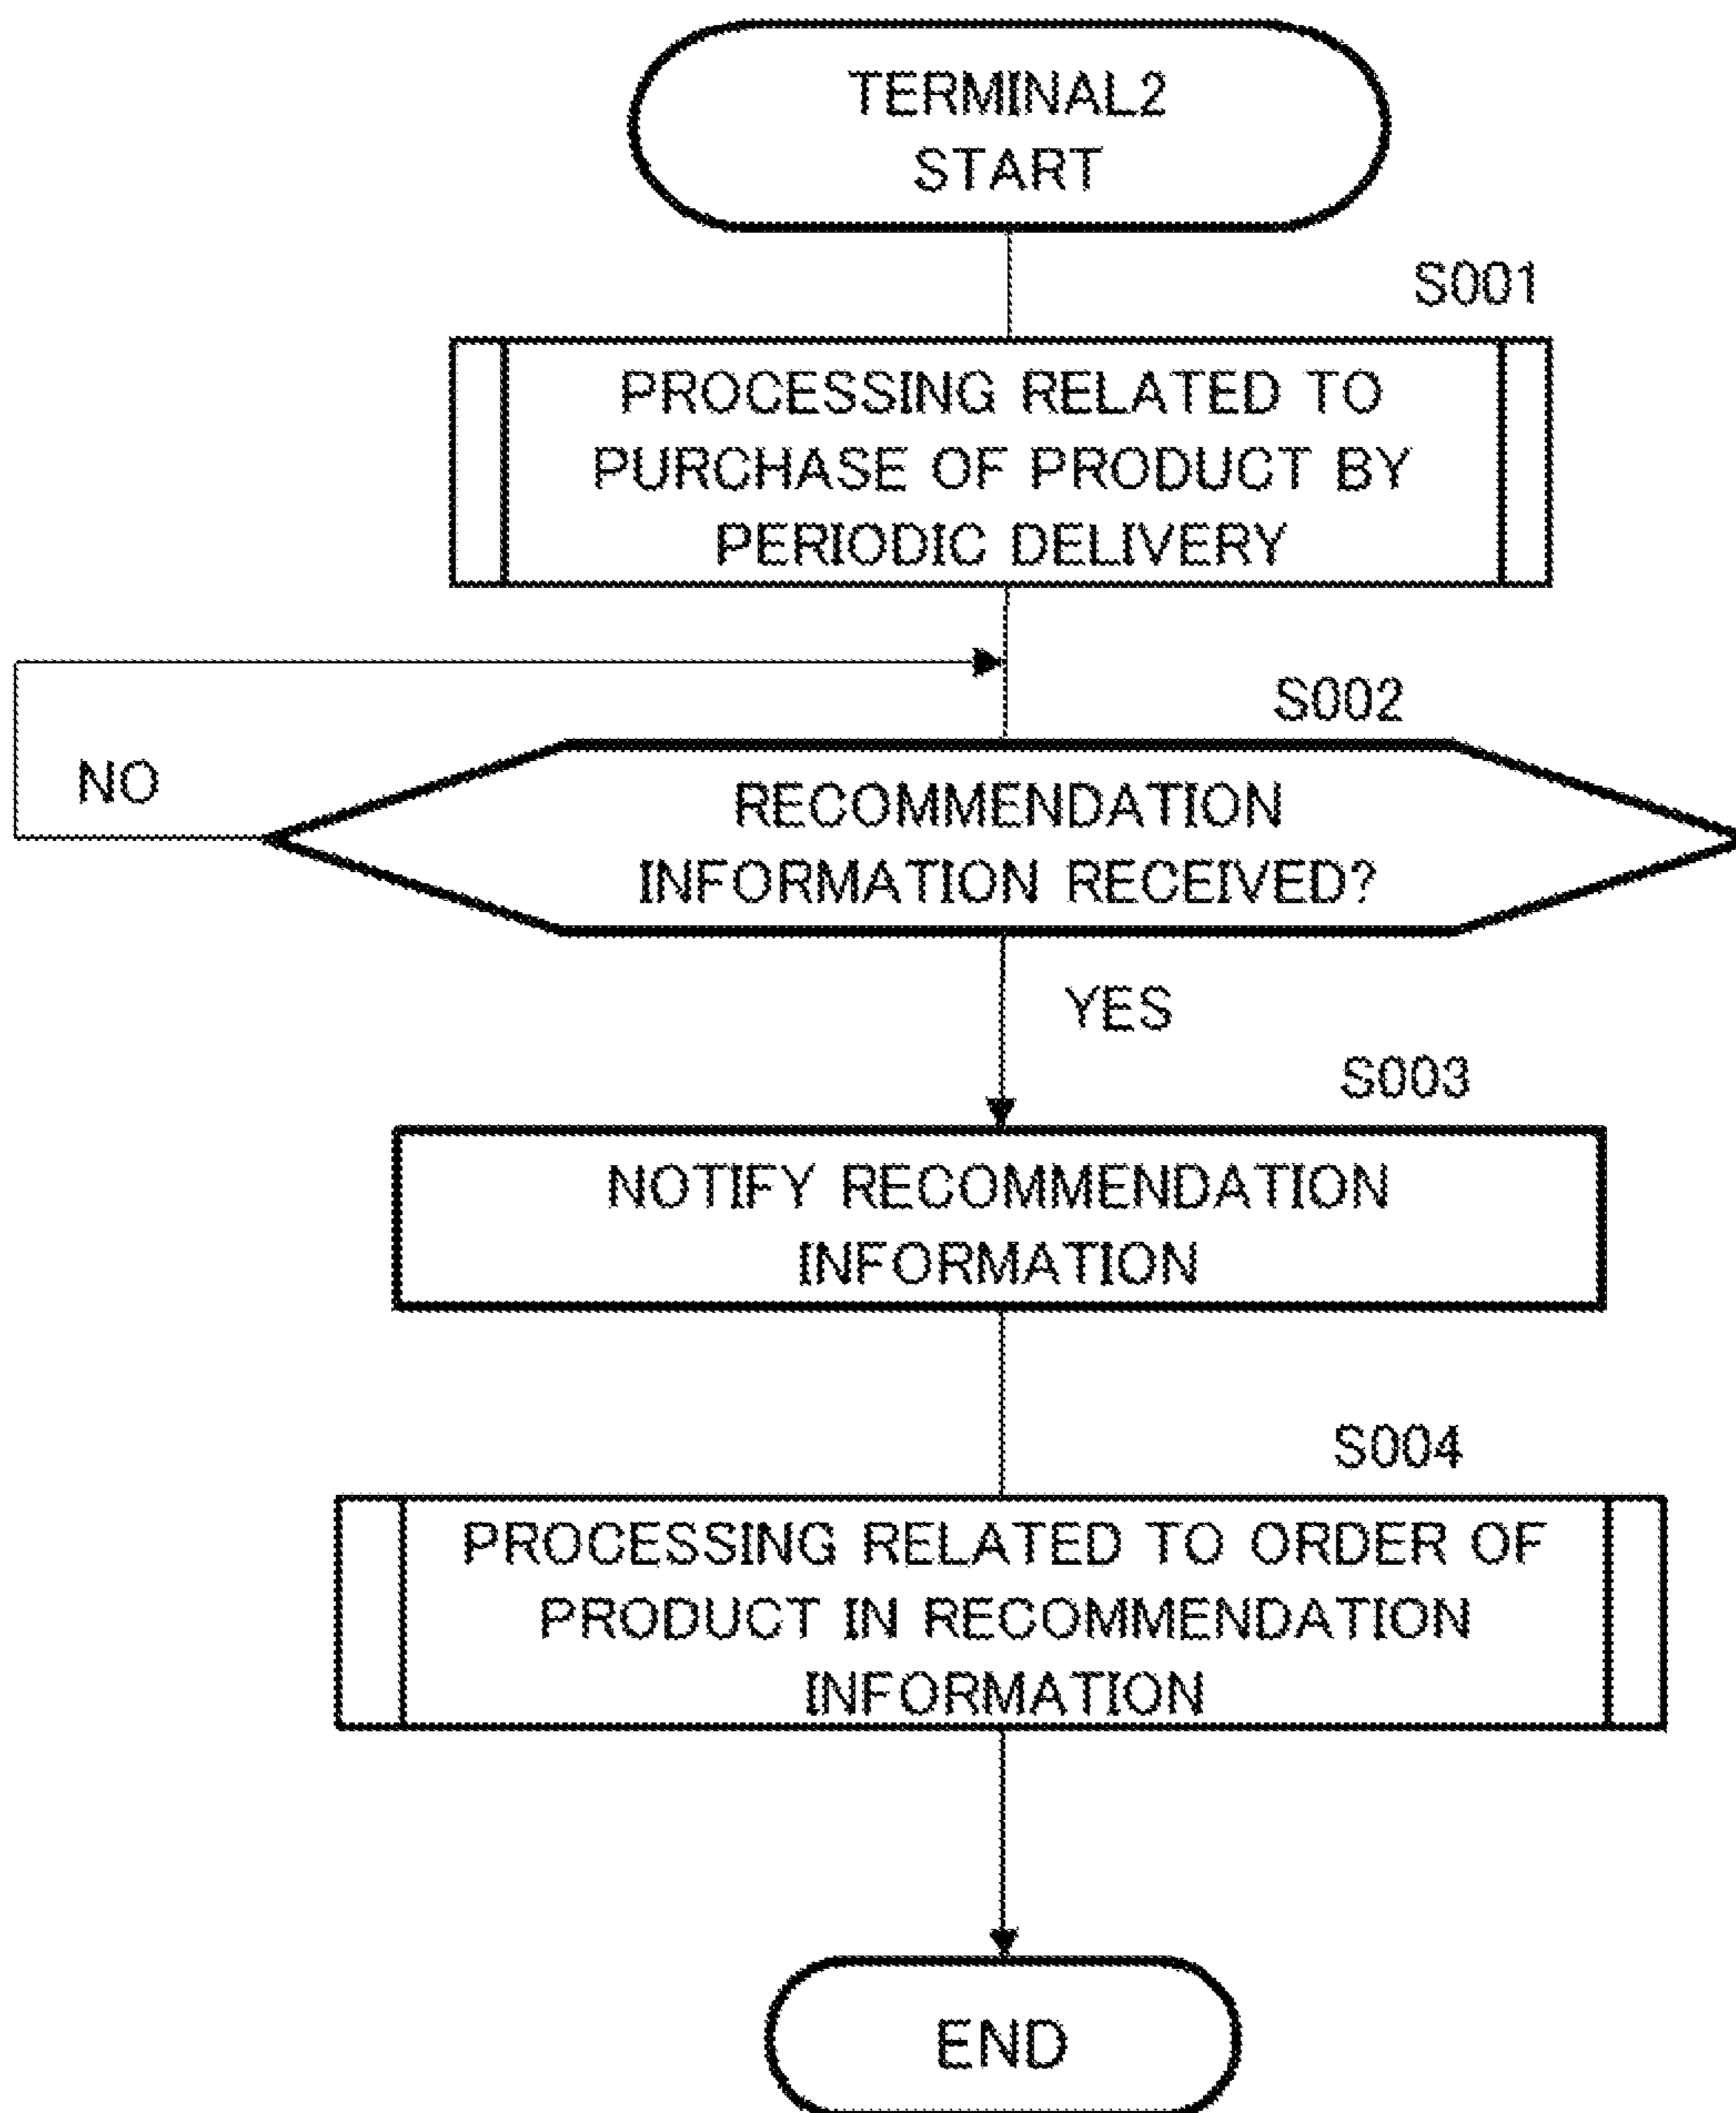 TERMINAL2
START
S001
PROCESSING RELATED TO
PURCHASE OF PRODUCT BY
PERIODIC DELIVERY
S002
NO
RECOMMENDATION
INFORMATION RECEIVED?
YES
S003
NOTIFY RECOMMENDATION
INFORMATION
S004
PROCESSING RELATED TO ORDER OF
PRODUCT IN RECOMMENDATION
INFORMATION
END